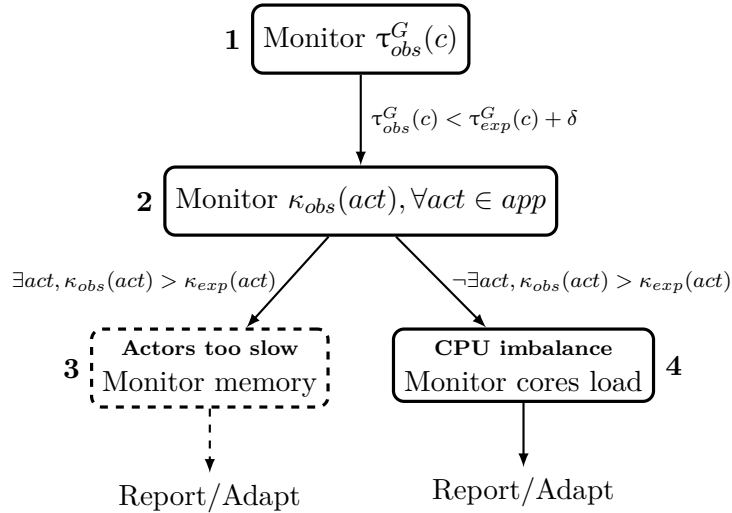 1 Monitor τ^G_obs(c)
τ^G_obs(c) < τ^G_exp(c) + δ
2 Monitor κ_obs(act), ∀act ∈ app
∃act, κ_obs(act) > κ_exp(act)
¬∃act, κ_obs(act) > κ_exp(act)
3 Actors too slow
Monitor memory
CPU imbalance
Monitor cores load 4
Report/Adapt
Report/Adapt